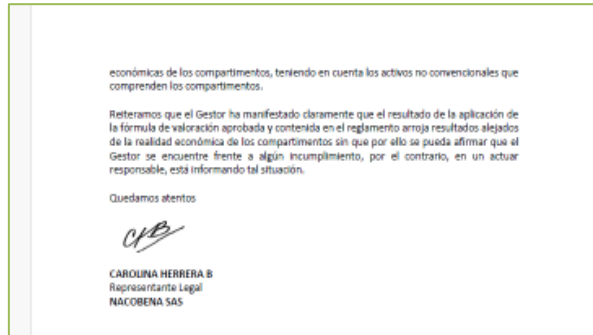 económicas de los compartimentos, teniendo en cuenta los activos no convencionales que
comprenden los compartimentos.
Reiteramos que el Gestor ha manifestado claramente que el resultado de la aplicación de
la fórmula de valoración aprobada y contenida en el reglamento arroja resultados alejados
de la realidad económica de los compartimentos sin que por ello se pueda afirmar que el
Gestor se encuentre frente a algún incumplimiento, por el contrario, en un actuar
responsable, está informando tal situación.
Quedamos atentos
CAROLINA HERRERA B
Representante Legal
NACOBENA SAS